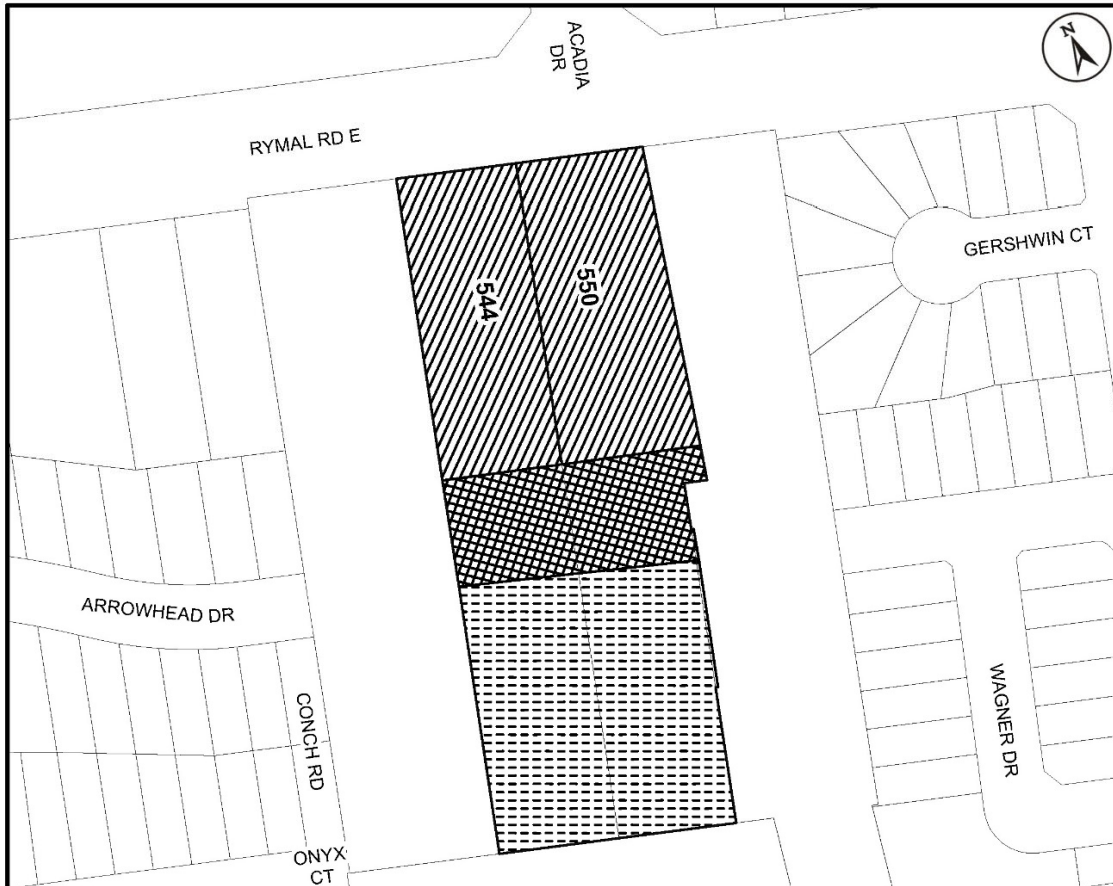 ACADIA
DR
N
RYMAL RD E
GERSHWIN CT
544
550
ARROWHEAD DR
CONCH RD
WAGNER DR
ONYX
CT